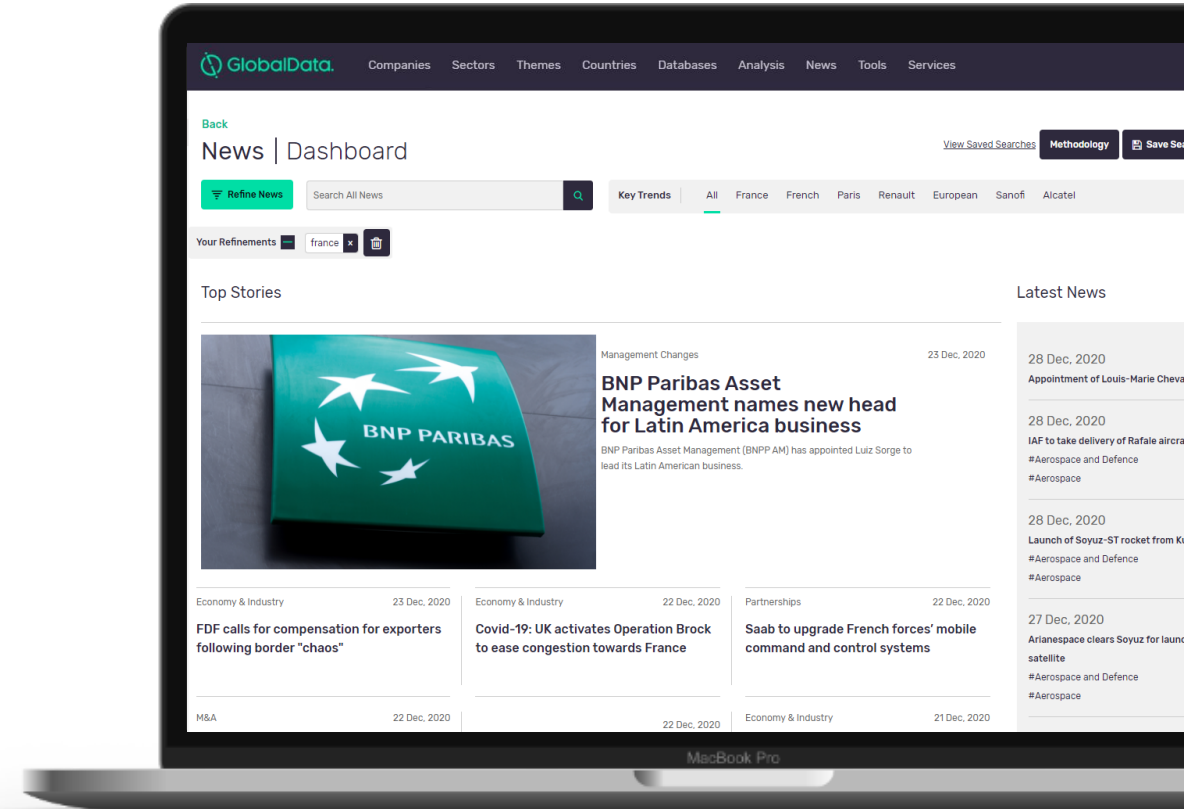 GlobalData.
Companies Sectors Themes Countries Databases Analysis News Tools Services
Back
News | Dashboard
View Saved Searches Methodology Save
Refine News Search All News Key Trends All France French Paris Renault European Sanofi Alcatel
Your Refinements france x
Top Stories
BNP PARIBAS
Management Changes 23 Dec, 2020
BNP Paribas Asset
Management names new head
for Latin America business
BNP Paribas Asset Management (BNPP AM) has appointed Luiz Sorge to
lead its Latin American business.
Economy & Industry 23 Dec, 2020
FDF calls for compensation for exporters
following border "chaos"
Economy & Industry 22 Dec, 2020
Covid-19: UK activates Operation Brock
to ease congestion towards France
Partnerships 22 Dec, 2020
Saab to upgrade French forces' mobile
command and control systems
M&A 22 Dec, 2020
22 Dec, 2020
Economy & Industry 21 Dec, 2020
Latest News
28 Dec, 2020
Appointment of Louis-Marie
28 Dec, 2020
IAF to take delivery of Rafale
#Aerospace and Defence
#Aerospace
28 Dec, 2020
Launch of Soyuz-ST rocket from
#Aerospace and Defence
#Aerospace
27 Dec, 2020
Arianespace clears Soyuz for
satellite
#Aerospace and Defence
#Aerospace
MacBook Pro